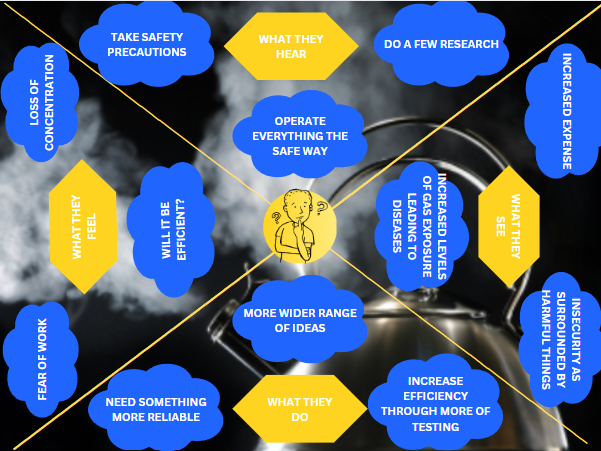 TAKE SAFETY
PRECAUTIONS
WHAT THEY
HEAR
DO A FEW RESEARCH
OPERATE
EVERYTHING THE
SAFE WAY
LOSS OF
CONCENTRATION
WHAT THEY
FEEL
WILL IT BE
EFFICIENT?
FEAR OF WORK
INCREASED EXPENSE
INCREASED LEVELS
OF GAS EXPOSURE
LEADING TO
DISEASES
WHAT THEY
SEE
INSECURITY AS
SURROUNDED BY
HARMFUL THINGS
MORE WIDER RANGE
OF IDEAS
NEED SOMETHING
MORE RELIABLE
WHAT THEY
DO
INCREASE
EFFICIENCY
THROUGH MORE OF
TESTING